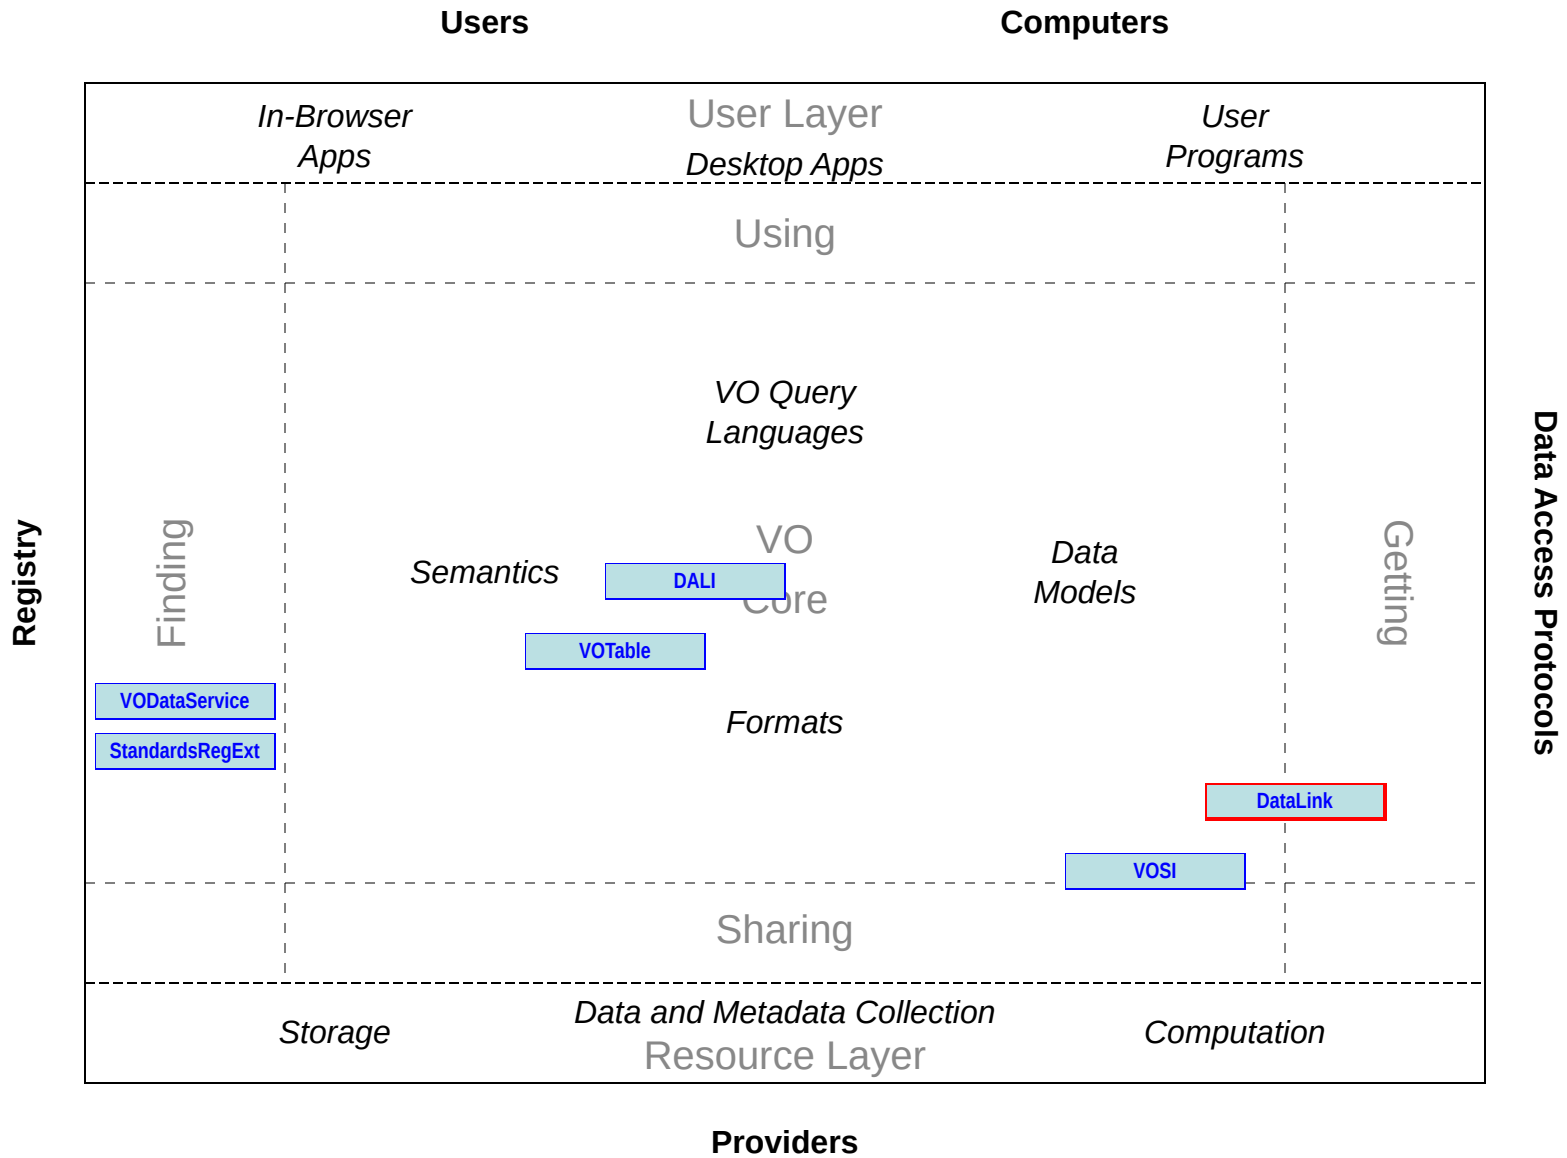 Users
Computers
In-Browser
Apps
User Layer
Desktop Apps
User
Programs
Using
VO Query
Languages
Registry
Finding
Semantics
VO
Core
DALI
VOTable
Data
Models
Getting
Data Access Protocols
VODataService
StandardsRegExt
Formats
DataLink
VOSI
Sharing
Storage
Data and Metadata Collection
Resource Layer
Computation
Providers